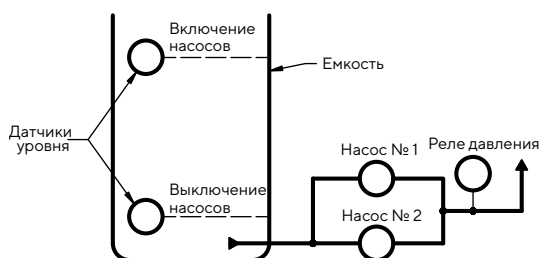 Включение
насосов
Емкость
Датчики
уровня
Насос № 1
Реле давления
Выключение
насосов
Насос № 2